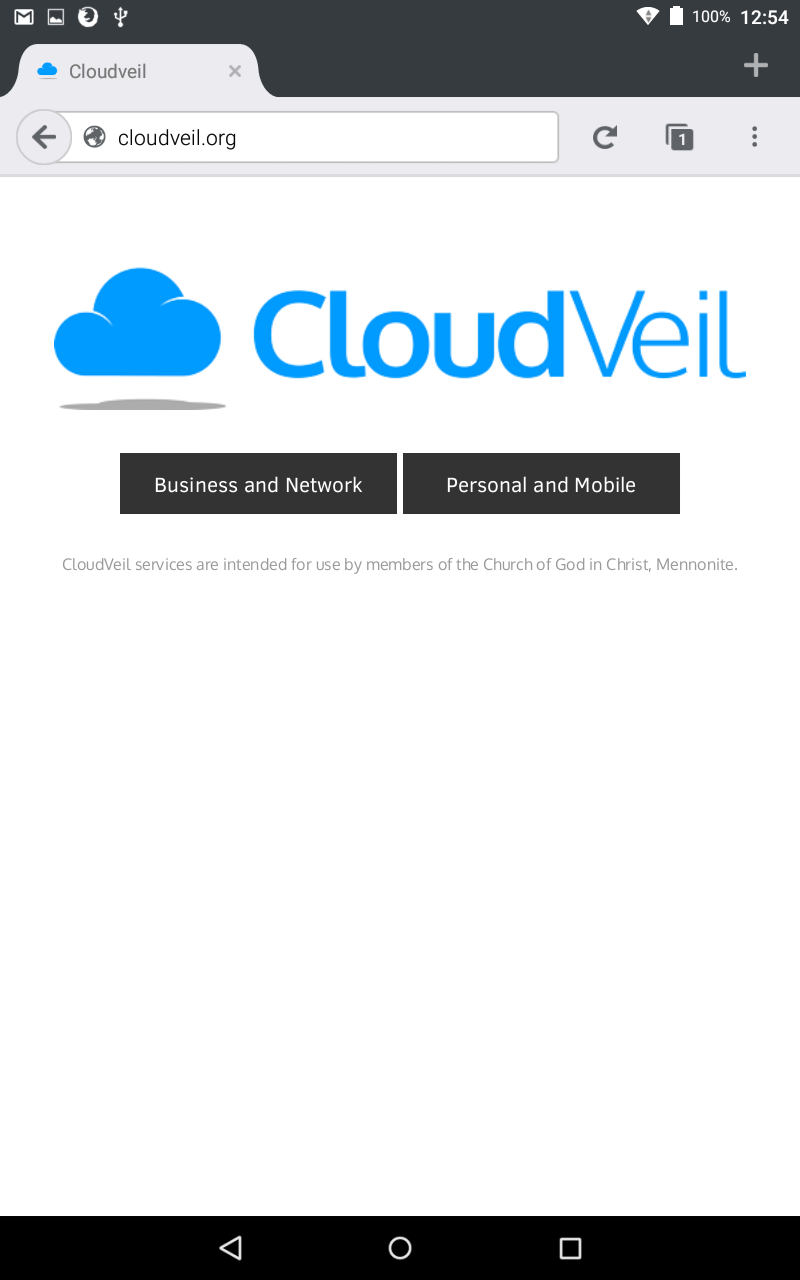 100% 12:54
Cloudveil
cloudveil.org
1
CloudVeil
Business and Network Personal and Mobile
CloudVeil services are intended for use by members of the Church of God in Christ, Mennonite.